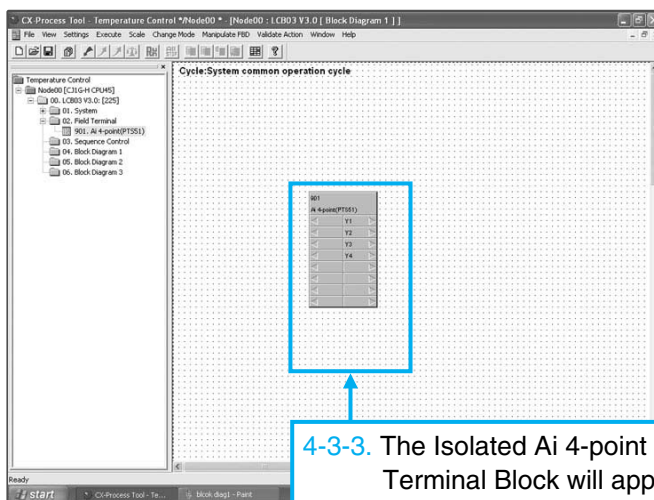 CX-Process Tool - Temperature Control */Node00 * - [Node00 : LCB03 V3.0 [ Block Diagram 1 ] ]
File View Settings Execute Scale Change Mode Manipulate FBD Validate Action Window Help
Cycle:System common operation cycle
Temperature Control
Node00 [CJ1G-H CPU45]
00. LCB03 V3.0: [225]
01. System
02. Field Terminal
901. Ai 4-point(PTS51)
03. Sequence Control
04. Block Diagram 1
05. Block Diagram 2
06. Block Diagram 3
901
Ai 4-point(PTS51)
Y1
Y2
Y3
Y4
4-3-3. The Isolated Ai 4-point
Terminal Block will app
Ready
start CX-Process Tool - Te... blcok diag1 - Paint